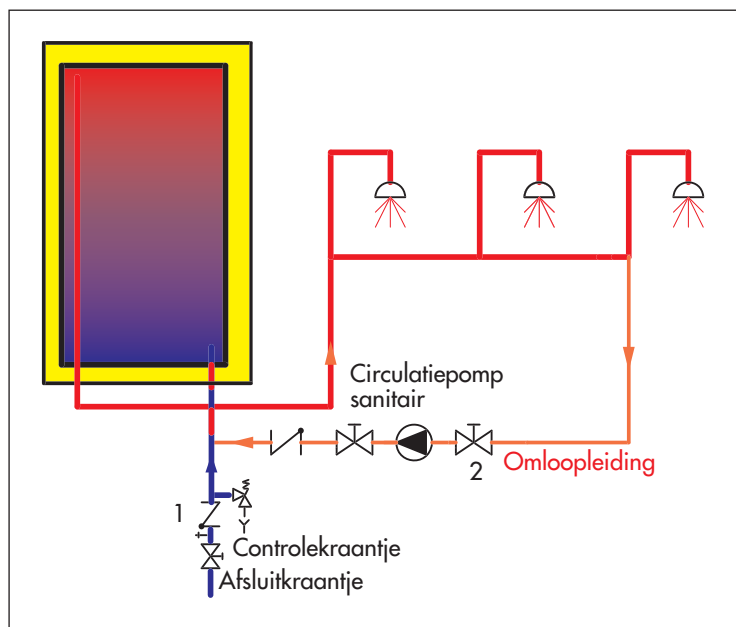 Circulatiepomp
sanitair
2
Omloopleiding
1
Controlekraantje
Afsluitkraantje